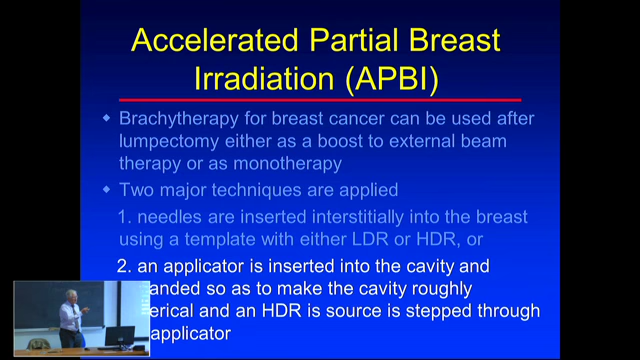 Accelerated Partial Breast
Irradiation (APBI)
Brachytherapy for breast cancer can be used after
lumpectomy either as a boost to external beam
therapy or as monotherapy
Two major techniques are applied
1. needles are inserted interstitially into the breast
using a template with either LDR or HDR, or
2. an applicator is inserted into the cavity and
anded so as to make the cavity roughly
erical and an HDR is source is stepped through
applicator